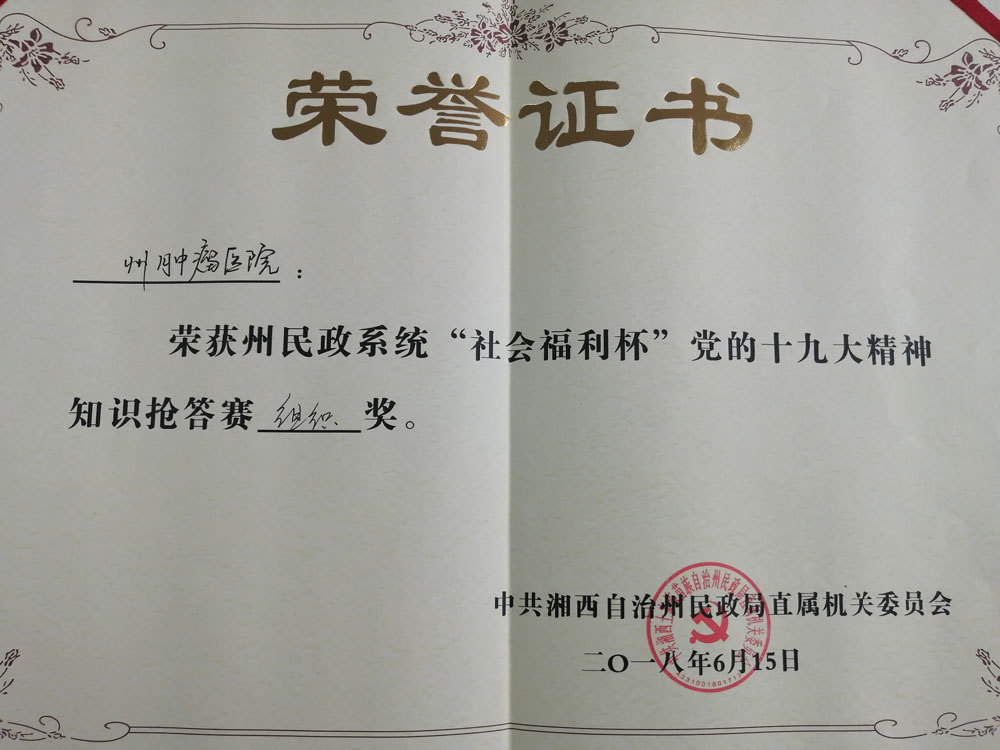 荣誉证书
州肿瘤医院：
荣获州民政系统“社会福利杯”党的十九大精神
知识抢答赛组织奖。
中共湘西自治州民政局直属机关委员会
二〇一八年6月15日